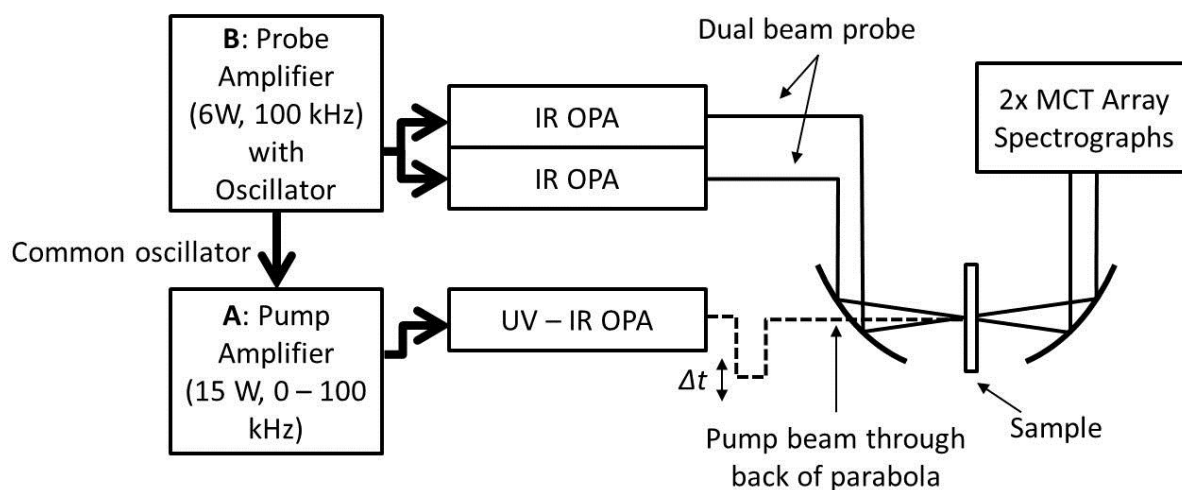 B: Probe
Amplifier
(6W, 100 kHz)
with
Oscillator
IR OPA
IR OPA
Dual beam probe
2x MCT Array
Spectrographs
Common oscillator
A: Pump
Amplifier
(15 W, 0 – 100
kHz)
UV – IR OPA
Δt
Pump beam through
back of parabola
Sample